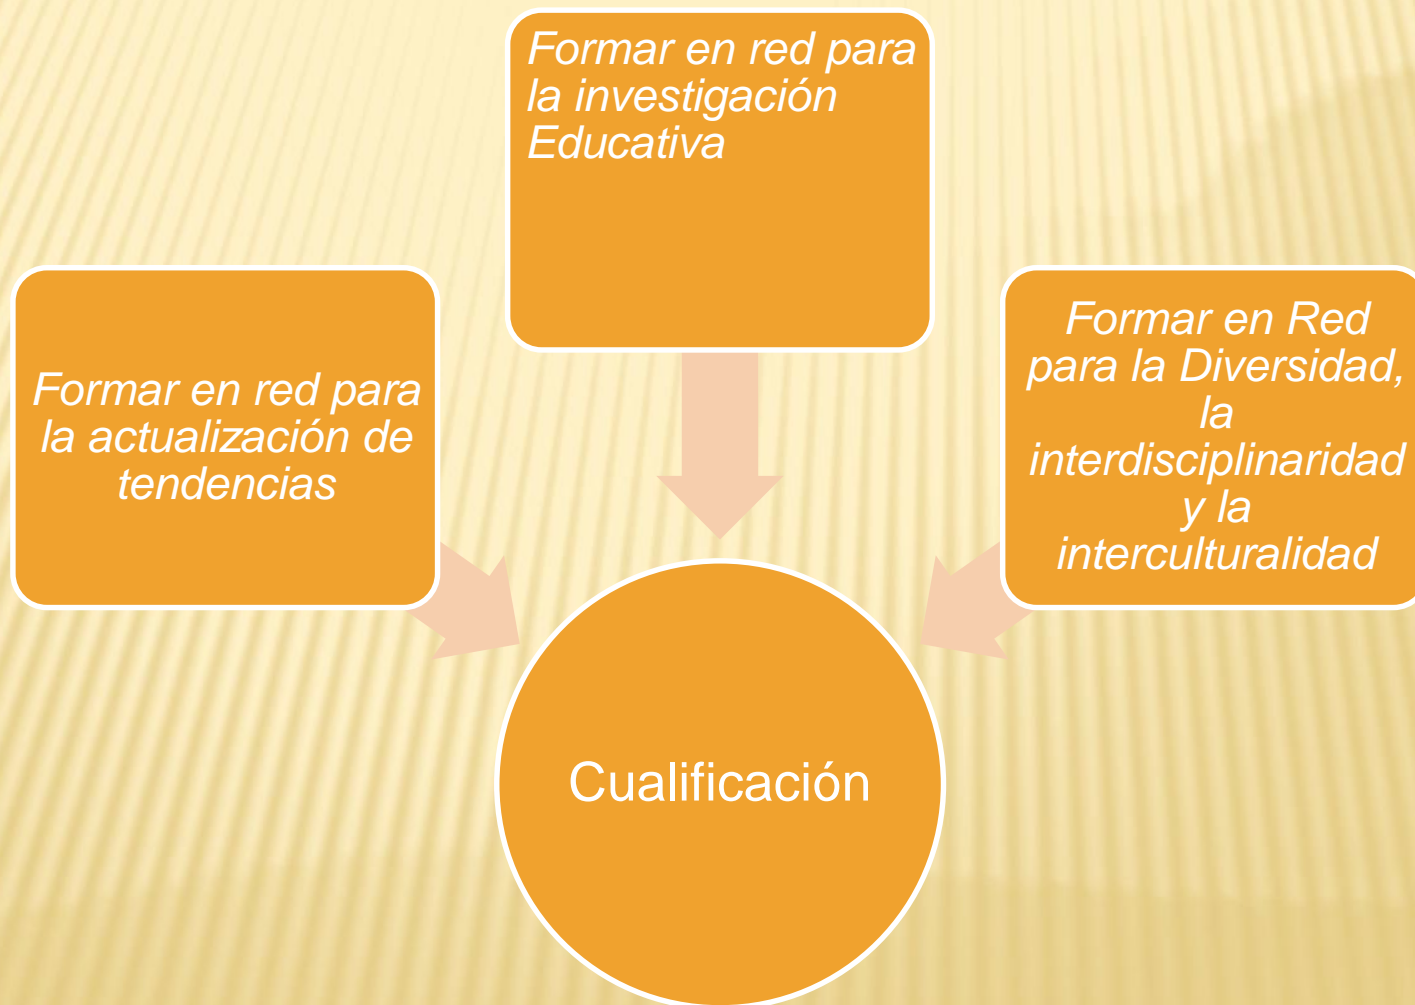 Formar en red para
la investigación
Educativa
Formar en red para
la actualización de
tendencias
Formar en Red
para la Diversidad,
la
interdisciplinaridad
y la
interculturalidad
Cualificación